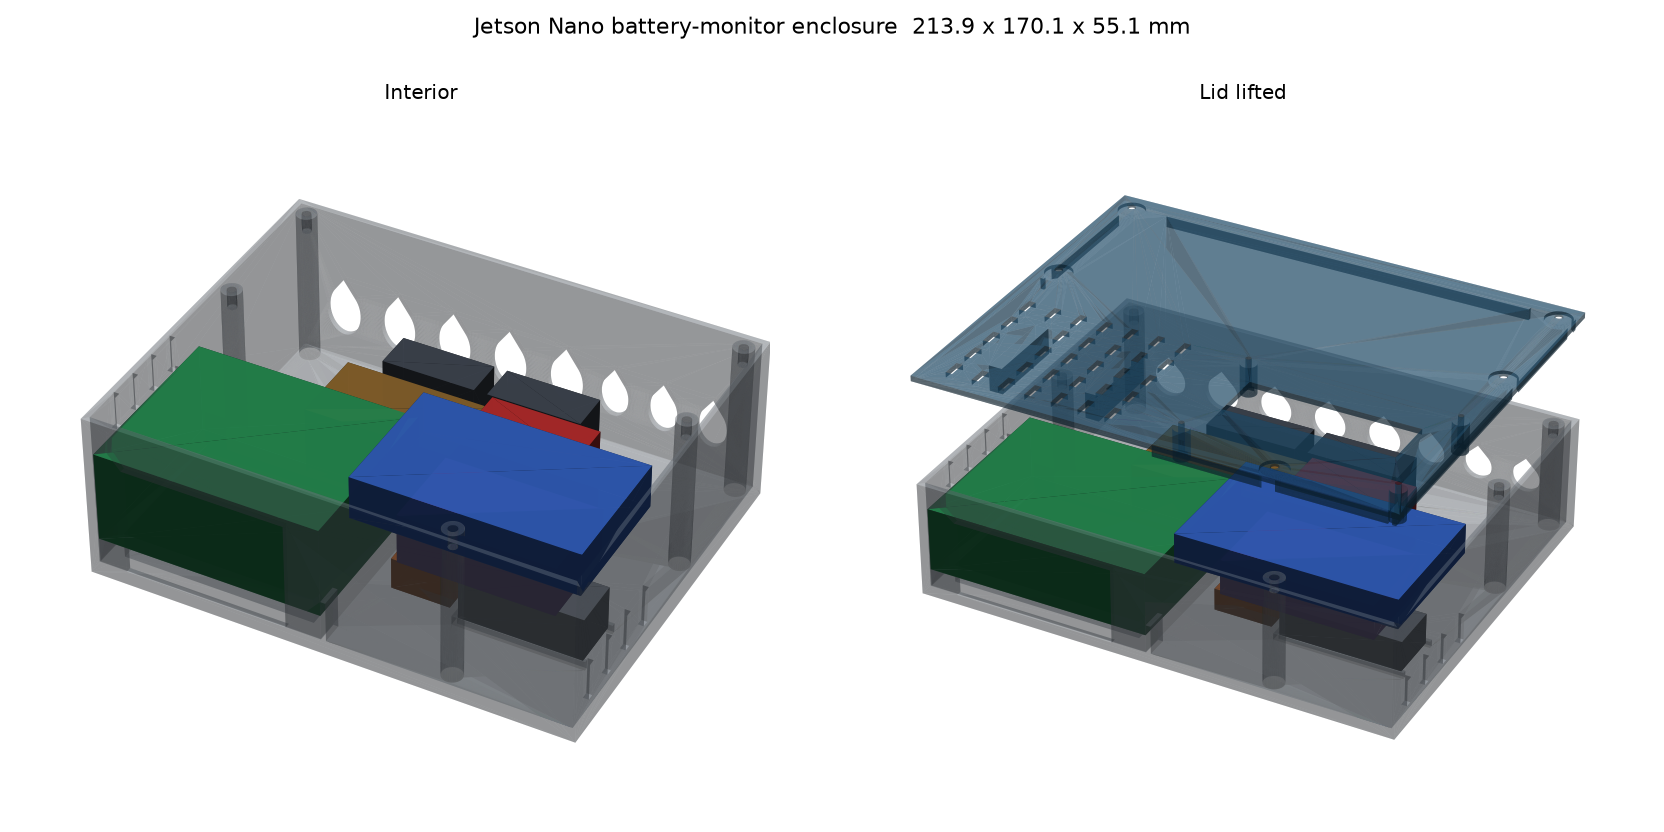 Jetson Nano battery-monitor enclosure  213.9 x 170.1 x 55.1 mm
Interior
Lid lifted